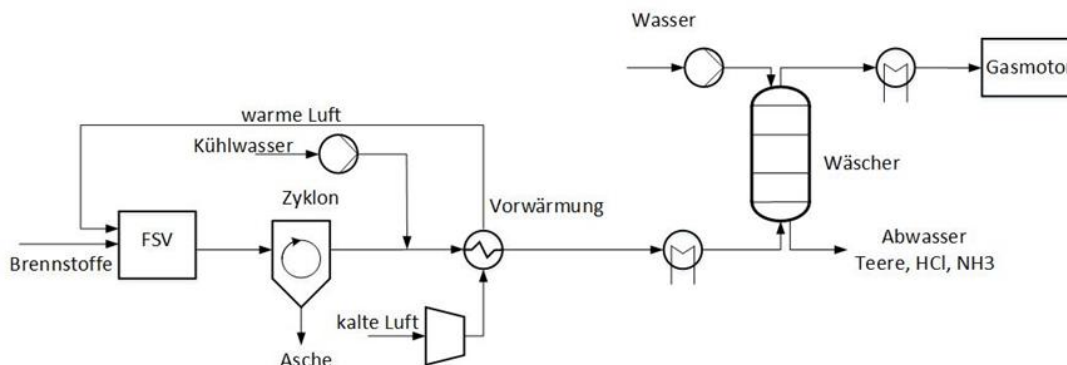 Wasser
Gasmotor
warme Luft
Kühlwasser
Zyklon
Vorwärmung
Wäscher
FSV
Brennstoffe
Abwasser
Teere, HCl, NH3
kalte Luft
Asche